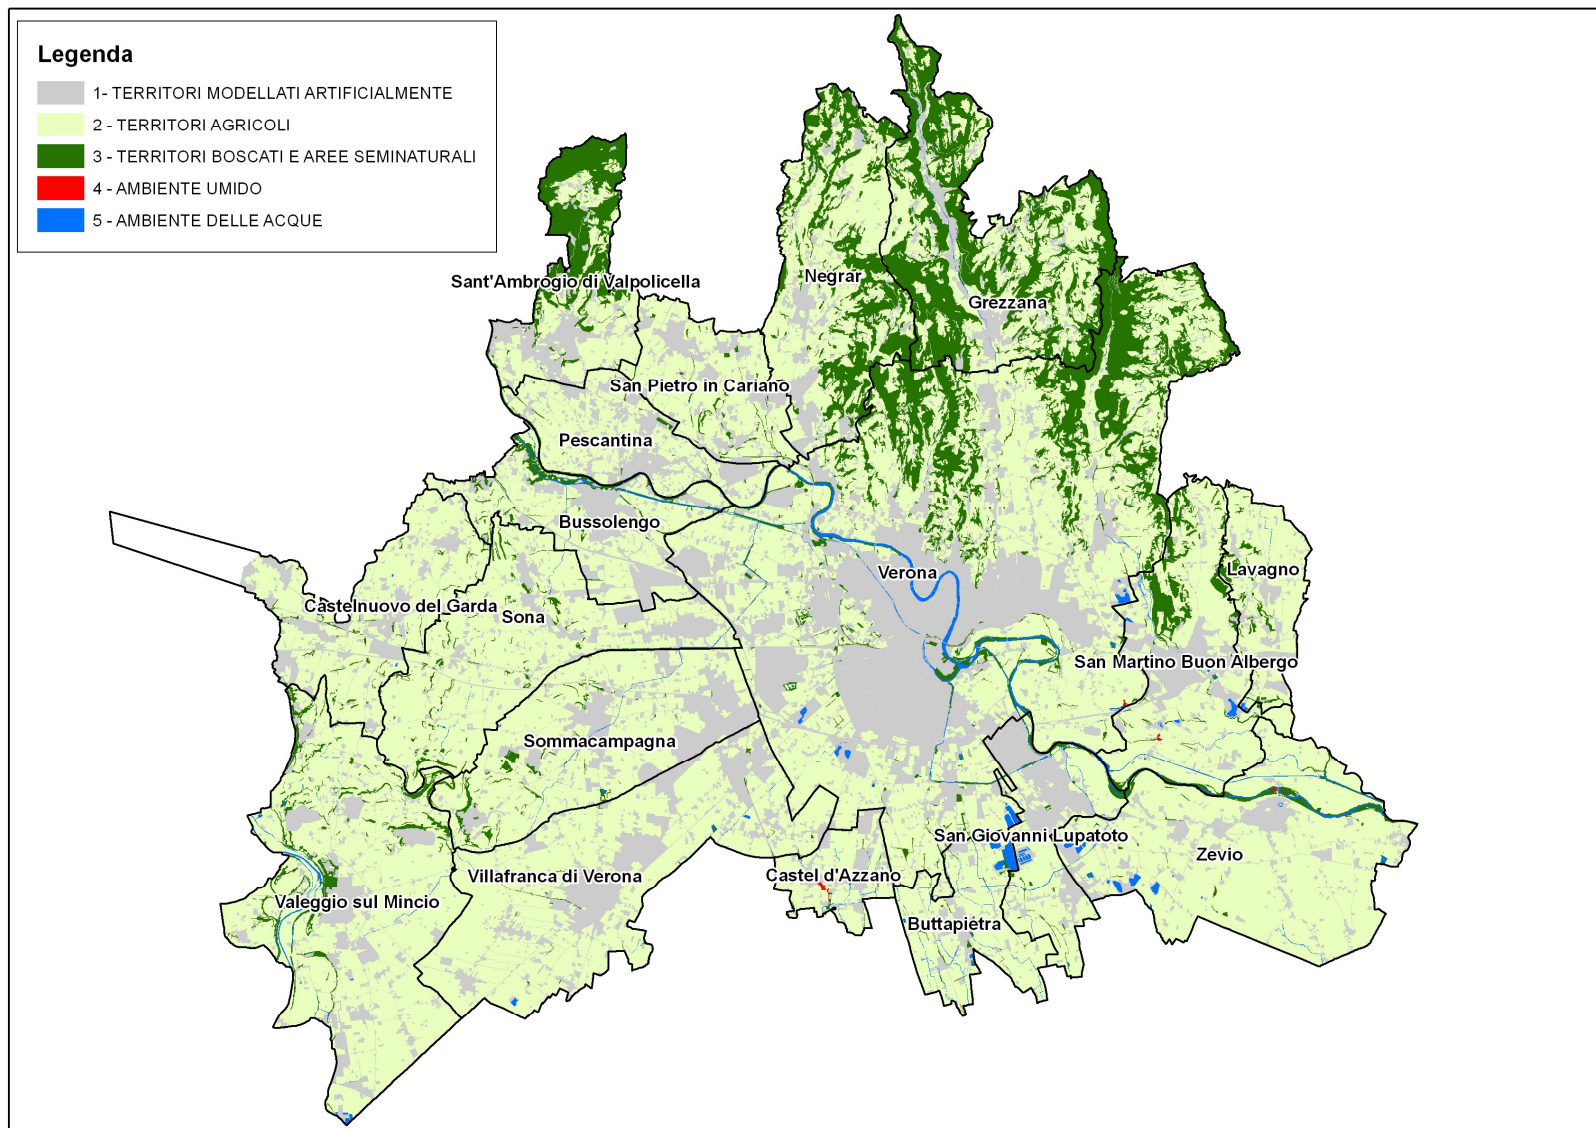 Legenda
1- TERRITORI MODELLATI ARTIFICIALMENTE
2 - TERRITORI AGRICOLI
3 - TERRITORI BOSCATI E AREE SEMINATURALI
4 - AMBIENTE UMIDO
5 - AMBIENTE DELLE ACQUE
Negrar
Sant'Ambrogio di Valpolicella
Grezzana
San Pietro in Cariano
Pescantina
Bussolengo
Verona
Lavagno
Castelnuovo del Garda
Sona
San Martino Buon Albergo
Sommacampagna
San Giovanni Lupatoto
Zevio
Castel d'Azzano
Villafranca di Verona
Valeggio sul Mincio
Buttapietra